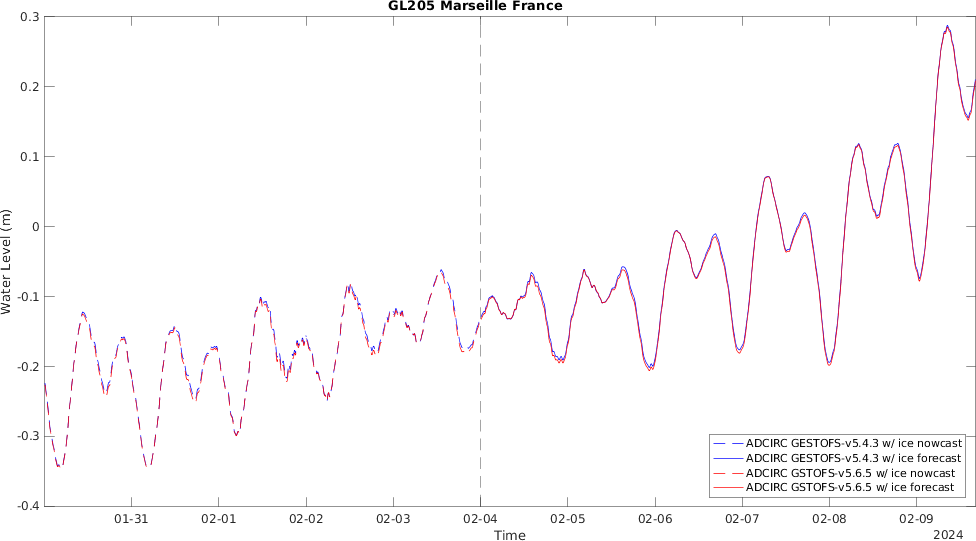 GL205 Marseille France
0.3
0.2
0.1
0
-0.1
-0.2
-0.3
-0.4
Water Level (m)
ADCIRC GESTOFS-v5.4.3 w/ ice nowcast
ADCIRC GESTOFS-v5.4.3 w/ ice forecast
ADCIRC GSTOFS-v5.6.5 w/ ice nowcast
ADCIRC GSTOFS-v5.6.5 w/ ice forecast
01-31 02-01 02-02 02-03 02-04 02-05 02-06 02-07 02-08 02-09
Time
2024